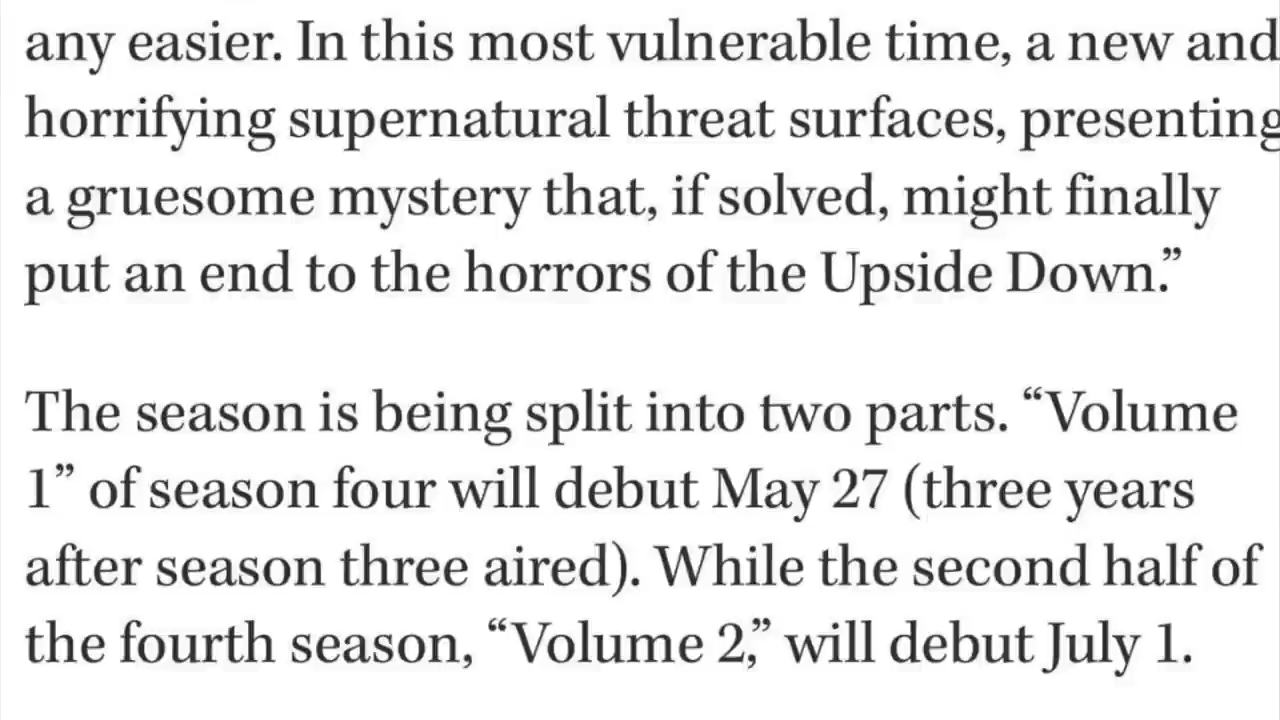 any easier. In this most vulnerable time, a new and
horrifying supernatural threat surfaces, presenting
a gruesome mystery that, if solved, might finally
put an end to the horrors of the Upside Down.”
The season is being split into two parts. “Volume
1” of season four will debut May 27 (three years
after season three aired). While the second half of
the fourth season, “Volume 2,” will debut July 1.